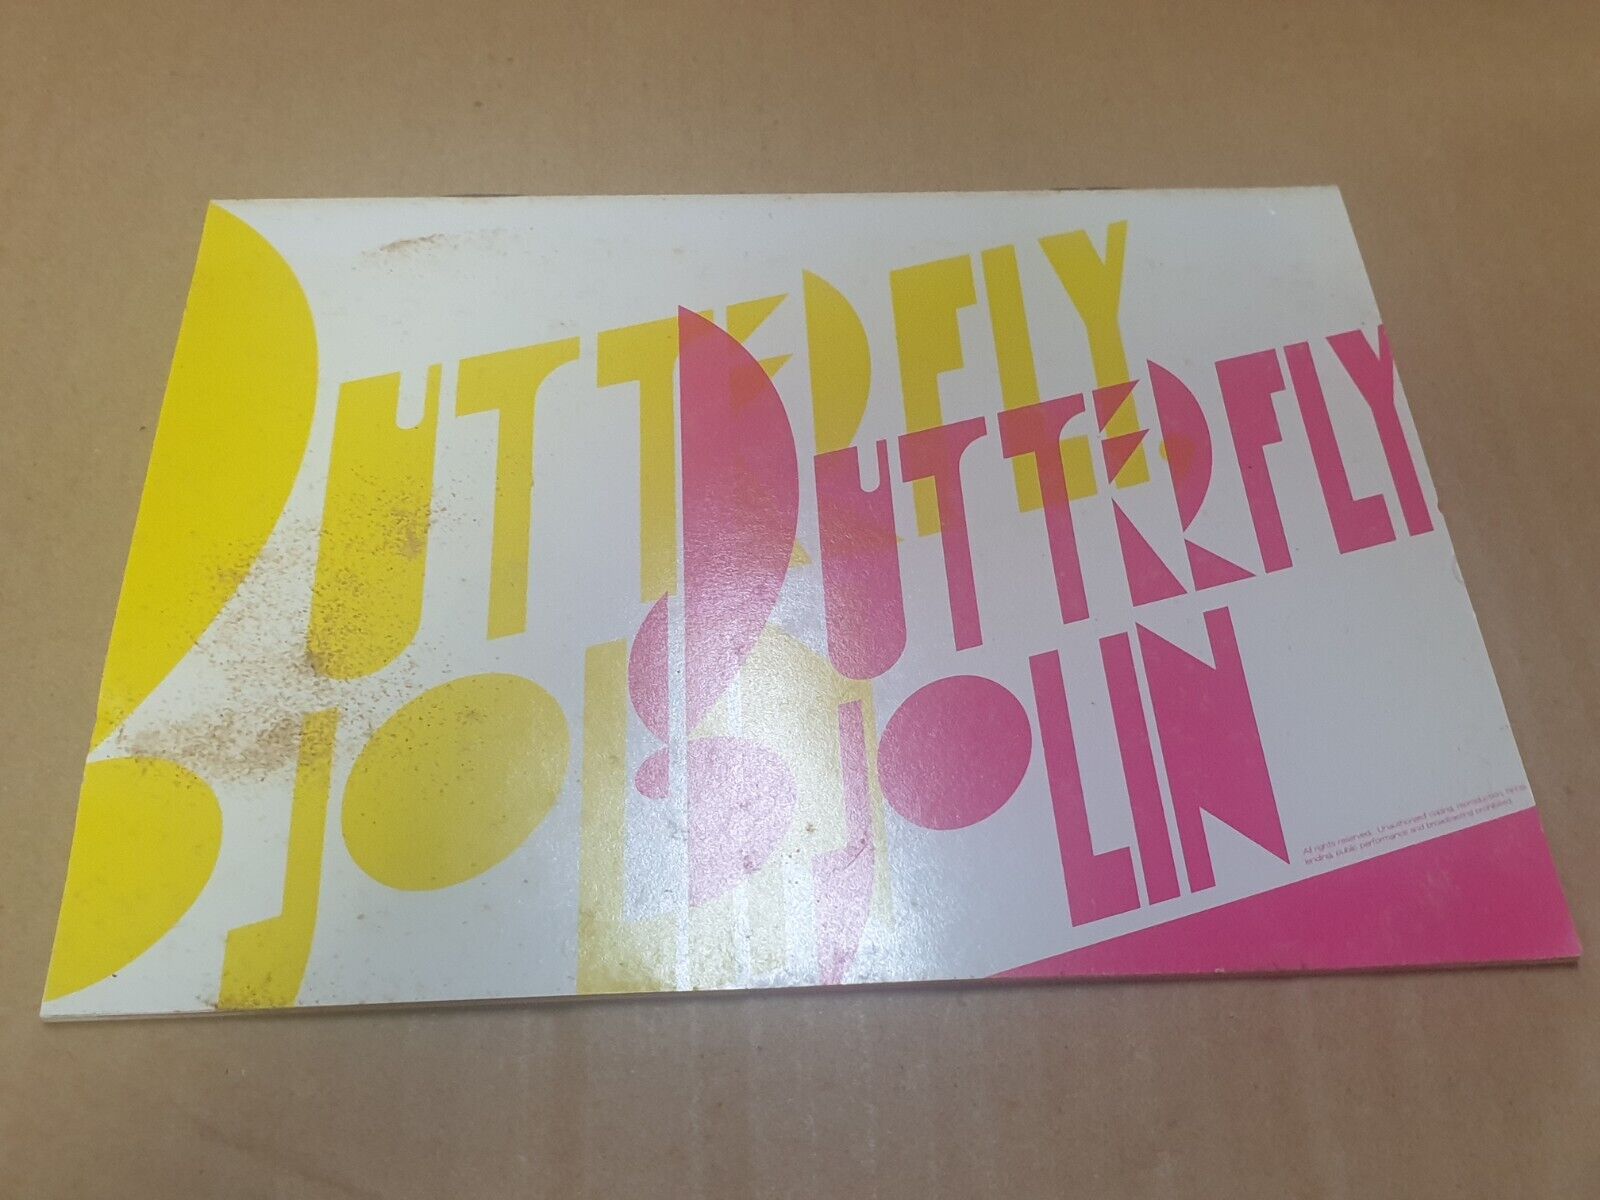 BUTTERFLY
JOLIN
BUTTERFLY
JOLIN
All rights reserved. Unauthorized copying, reproduction, hiring,
lending, public performance and broadcasting prohibited.